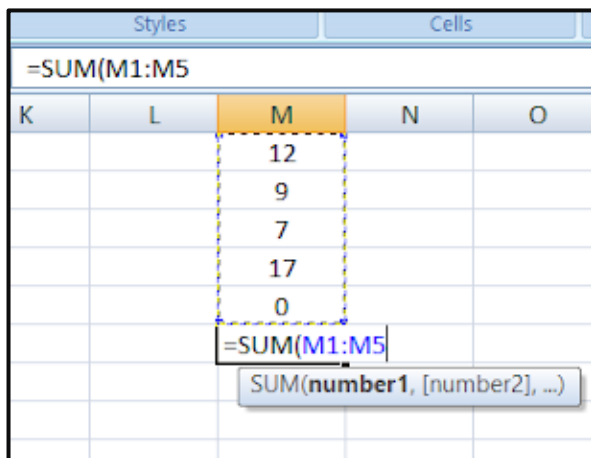 Styles Cells
=SUM(M1:M5
K L M N O
12
9
7
17
0
=SUM(M1:M5
SUM(number1, [number2], ...)